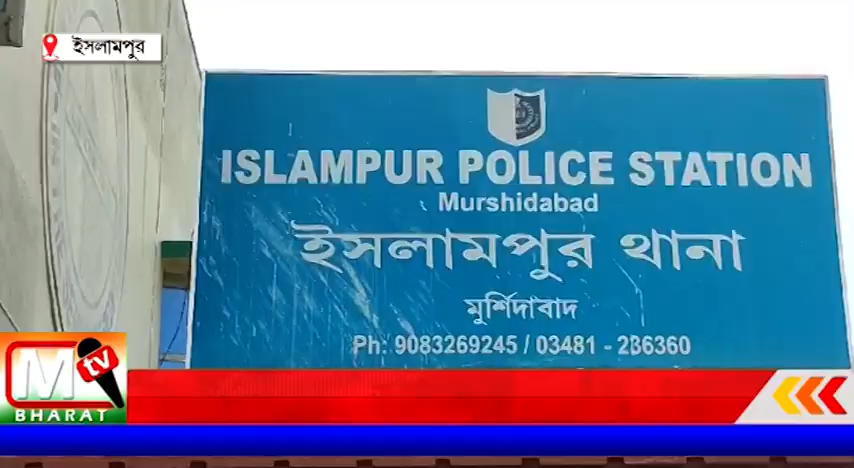 ইসলামপুর
ISLAMPUR POLICE STATION
Murshidabad
ইসলামপুর থানা
মুর্শিদাবাদ
Ph: 9083269245 / 03481 - 236360
M tv
BHARAT